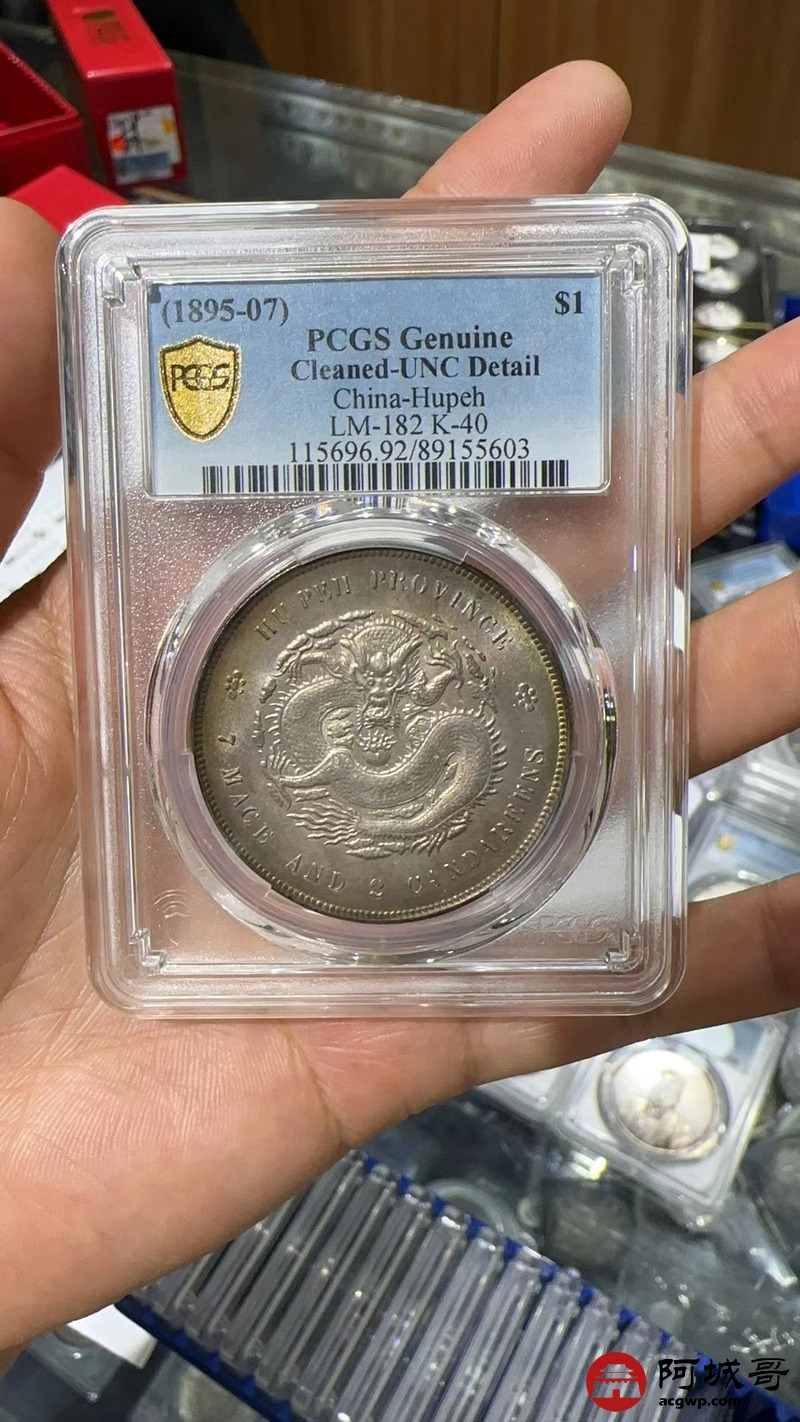 (1895-07) $1
PCGS Genuine
Cleaned-UNC Detail
China-Hupeh
LM-182 K-40
115696.92/89155603
PCGS
HU PEH PROVINCE
7 MACE AND 2 CANDAREENS
PCGS
阿城哥
acgwp.com